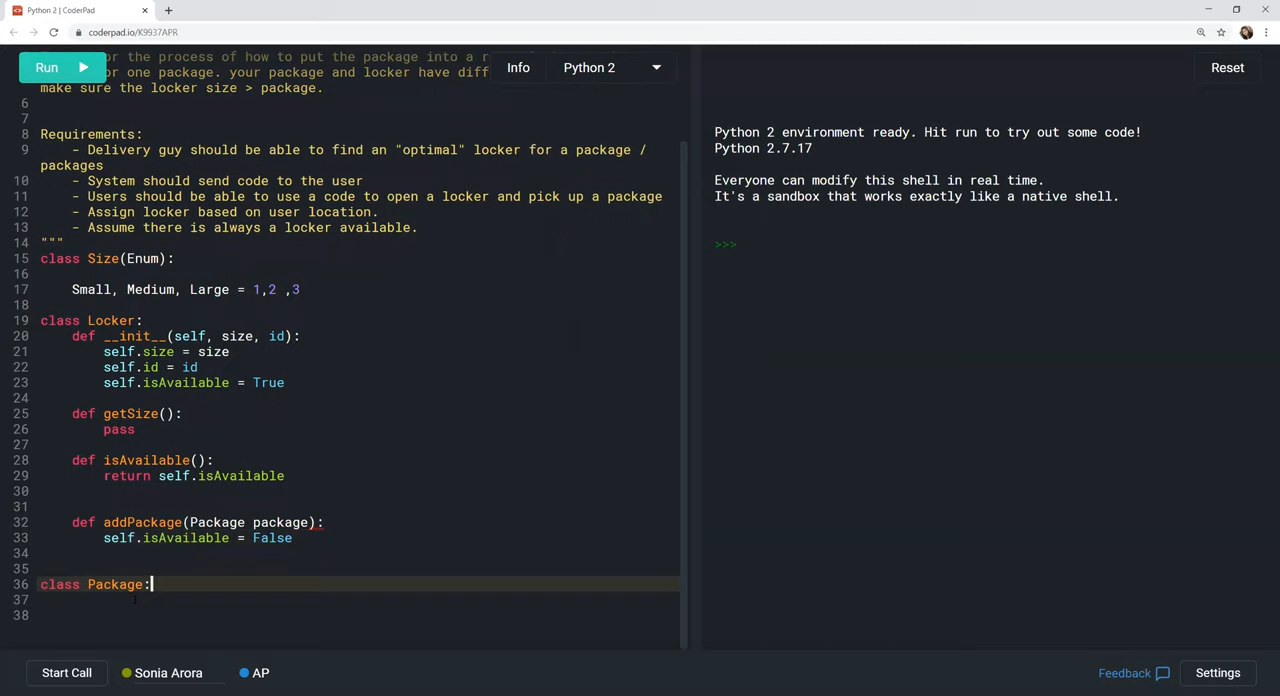 Python 2 | CoderPad
coderpad.io/K9937APR
or the process of how to put the package into a r
Run
or one package. your package and locker have diff
Info
Python 2
Reset
make sure the locker size > package.
6
7
8 Requirements:
9 - Delivery guy should be able to find an "optimal" locker for a package /
packages
10 - System should send code to the user
11 - Users should be able to use a code to open a locker and pick up a package
12 - Assign locker based on user location.
13 - Assume there is always a locker available.
14 """
15 class Size(Enum):
16
17 Small, Medium, Large = 1,2 ,3
18
19 class Locker:
20 def __init__(self, size, id):
21 self.size = size
22 self.id = id
23 self.isAvailable = True
24
25 def getSize():
26 pass
27
28 def isAvailable():
29 return self.isAvailable
30
31
32 def addPackage(Package package):
33 self.isAvailable = False
34
35
36 class Package:
37
38
Python 2 environment ready. Hit run to try out some code!
Python 2.7.17
Everyone can modify this shell in real time.
It's a sandbox that works exactly like a native shell.
>>>
Start Call
Sonia Arora
AP
Feedback
Settings